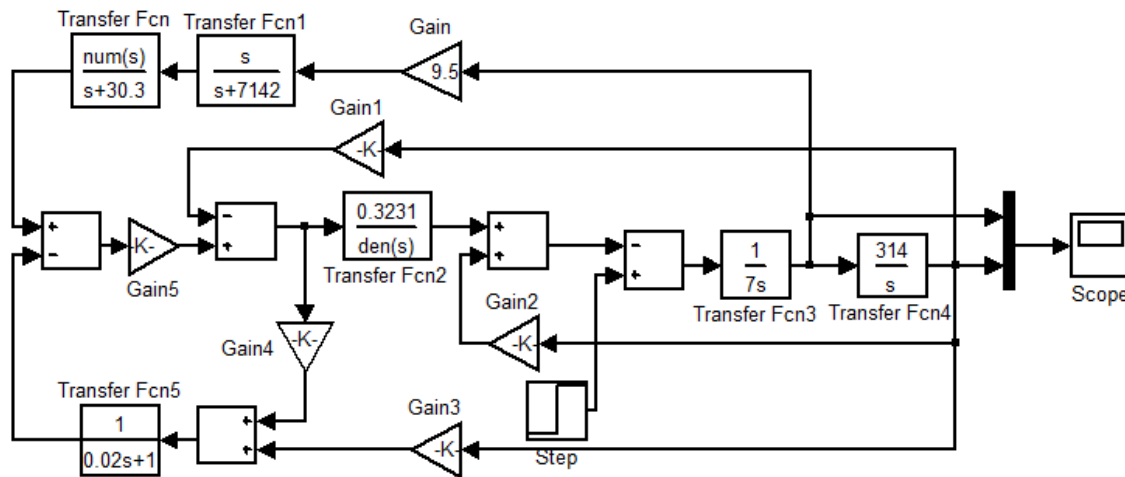 Transfer Fcn
Transfer Fcn1
Gain
num(s)
s+30.3
s
s+7142
9.5
Gain1
-K-
+
-
-K-
Gain5
-
+
0.3231
den(s)
Transfer Fcn2
+
+
-
+
1
7s
Transfer Fcn3
314
s
Transfer Fcn4
Scope
-K-
Gain4
Gain2
-K-
Transfer Fcn5
1
0.02s+1
+
+
Gain3
-K-
Step